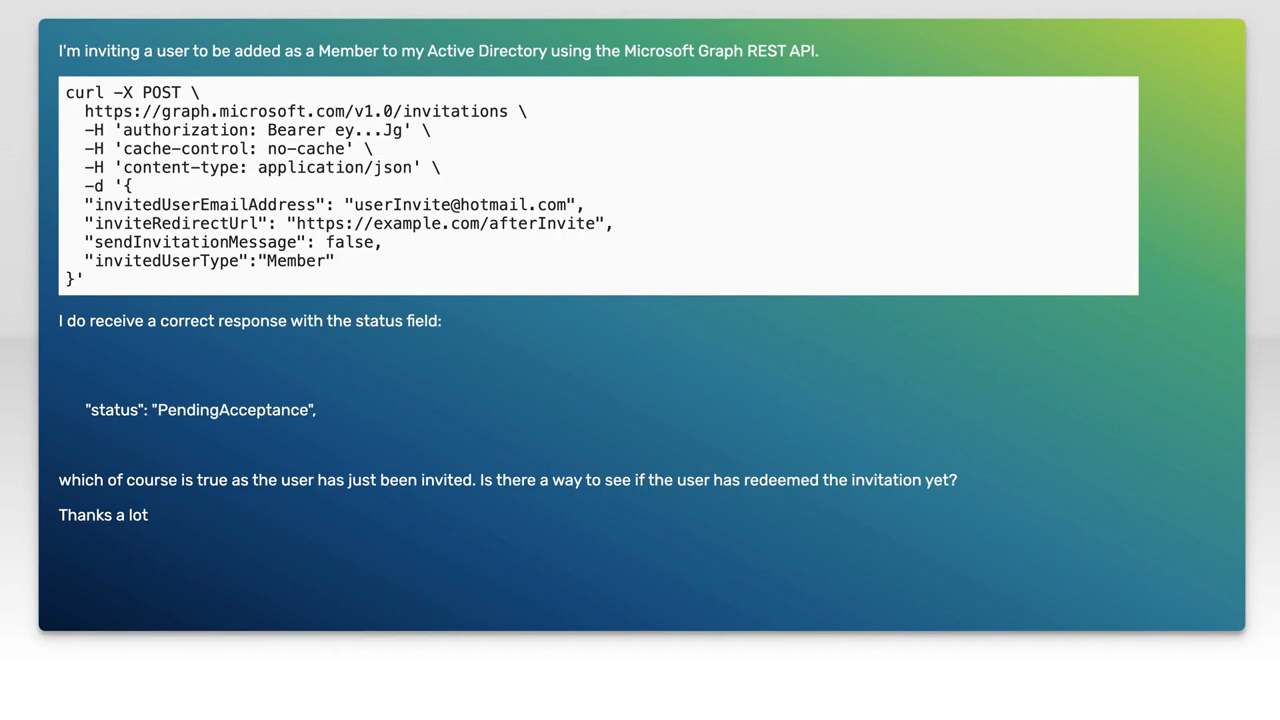 I'm inviting a user to be added as a Member to my Active Directory using the Microsoft Graph REST API.
curl -X POST \
  https://graph.microsoft.com/v1.0/invitations \
  -H 'authorization: Bearer ey...Jg' \
  -H 'cache-control: no-cache' \
  -H 'content-type: application/json' \
  -d '{
  "invitedUserEmailAddress": "userInvite@hotmail.com",
  "inviteRedirectUrl": "https://example.com/afterInvite",
  "sendInvitationMessage": false,
  "invitedUserType":"Member"
}'
I do receive a correct response with the status field:
"status": "PendingAcceptance",
which of course is true as the user has just been invited. Is there a way to see if the user has redeemed the invitation yet?
Thanks a lot